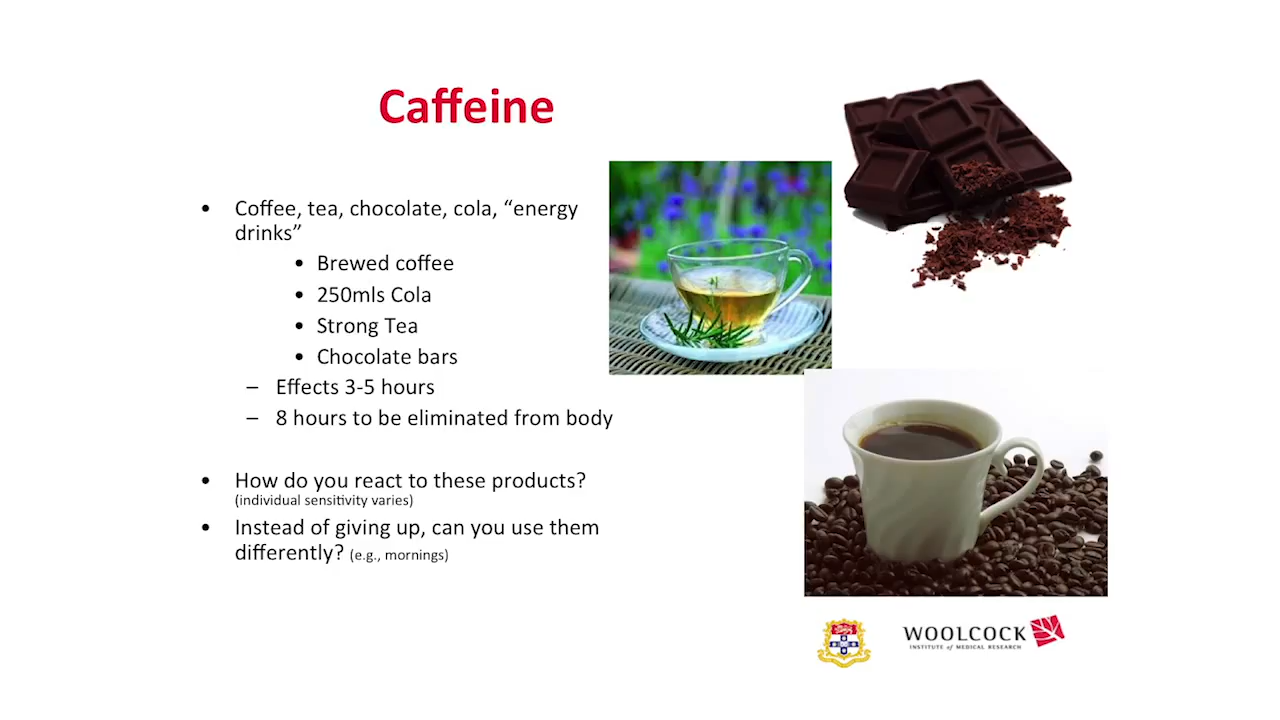 Caffeine
• Coffee, tea, chocolate, cola, “energy
drinks”
• Brewed coffee
• 250mls Cola
• Strong Tea
• Chocolate bars
– Effects 3-5 hours
– 8 hours to be eliminated from body
• How do you react to these products?
(individual sensitivity varies)
• Instead of giving up, can you use them
differently? (e.g., mornings)
WOOLCOCK
INSTITUTE of MEDICAL RESEARCH